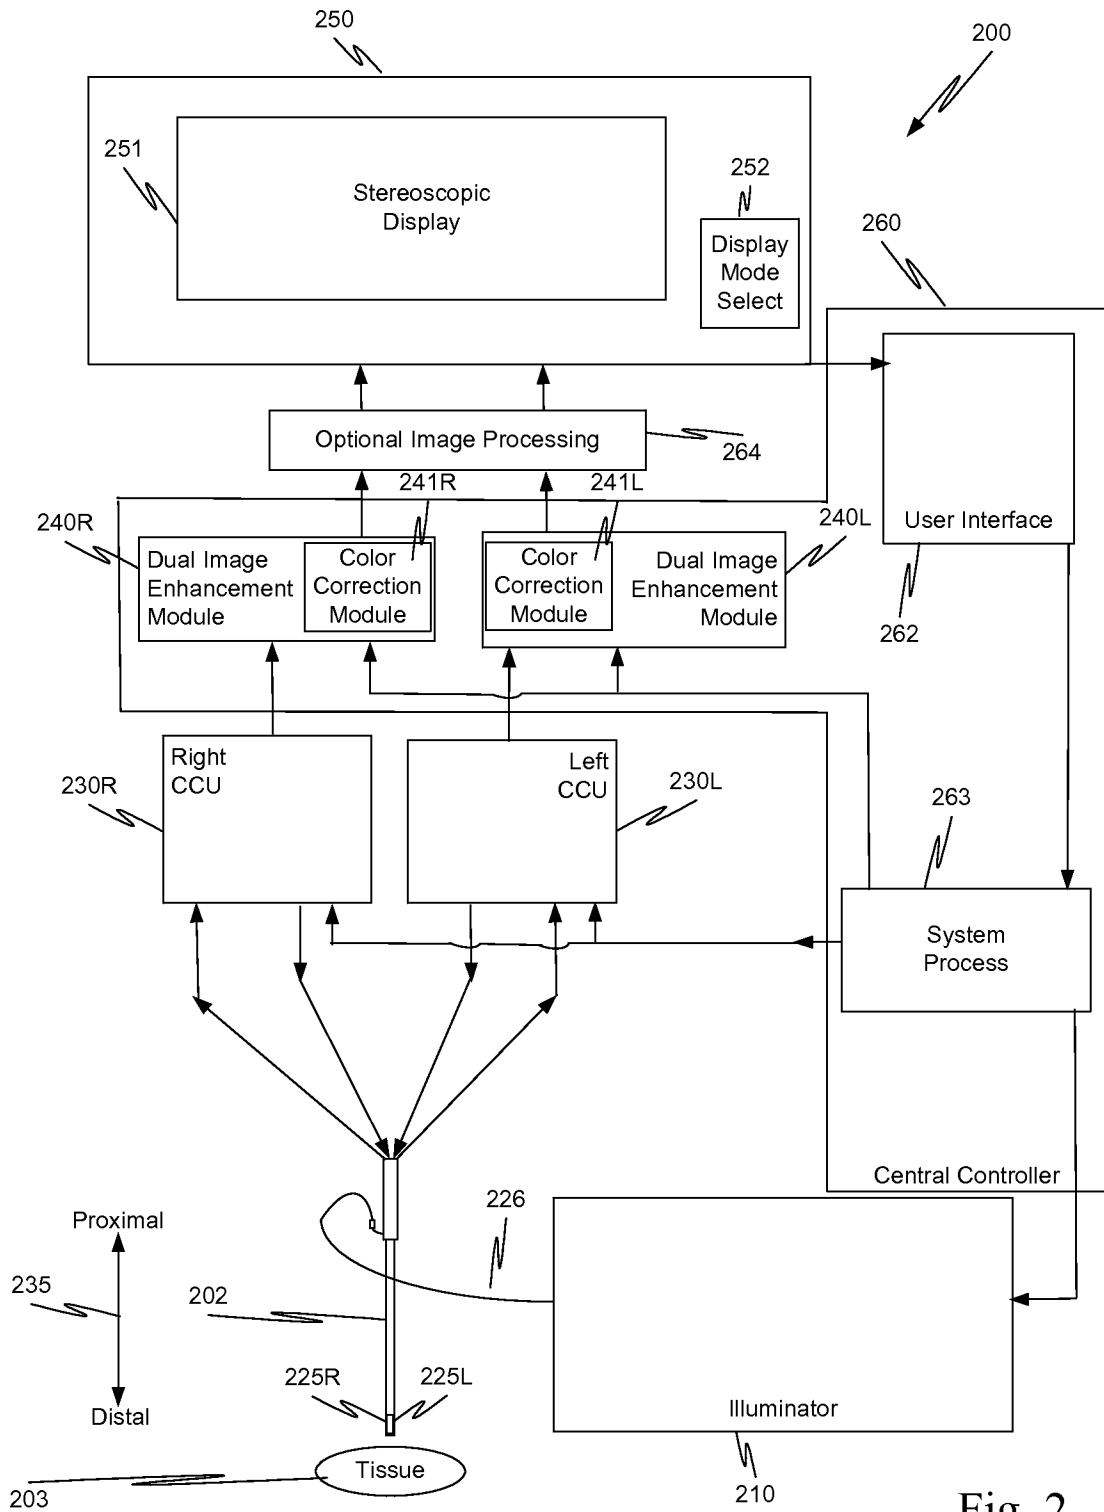 250
200
251
Stereoscopic
Display
252
Display
Mode
Select
260
Optional Image Processing
264
241R
241L
240R
240L
User Interface
Dual Image
Enhancement
Module
Color
Correction
Module
Color
Correction
Module
Dual Image
Enhancement
Module
262
Right
CCU
Left
CCU
230R
230L
263
System
Process
Central Controller
Proximal
226
235
202
225R
225L
Distal
Illuminator
Tissue
203
210
Fig. 2